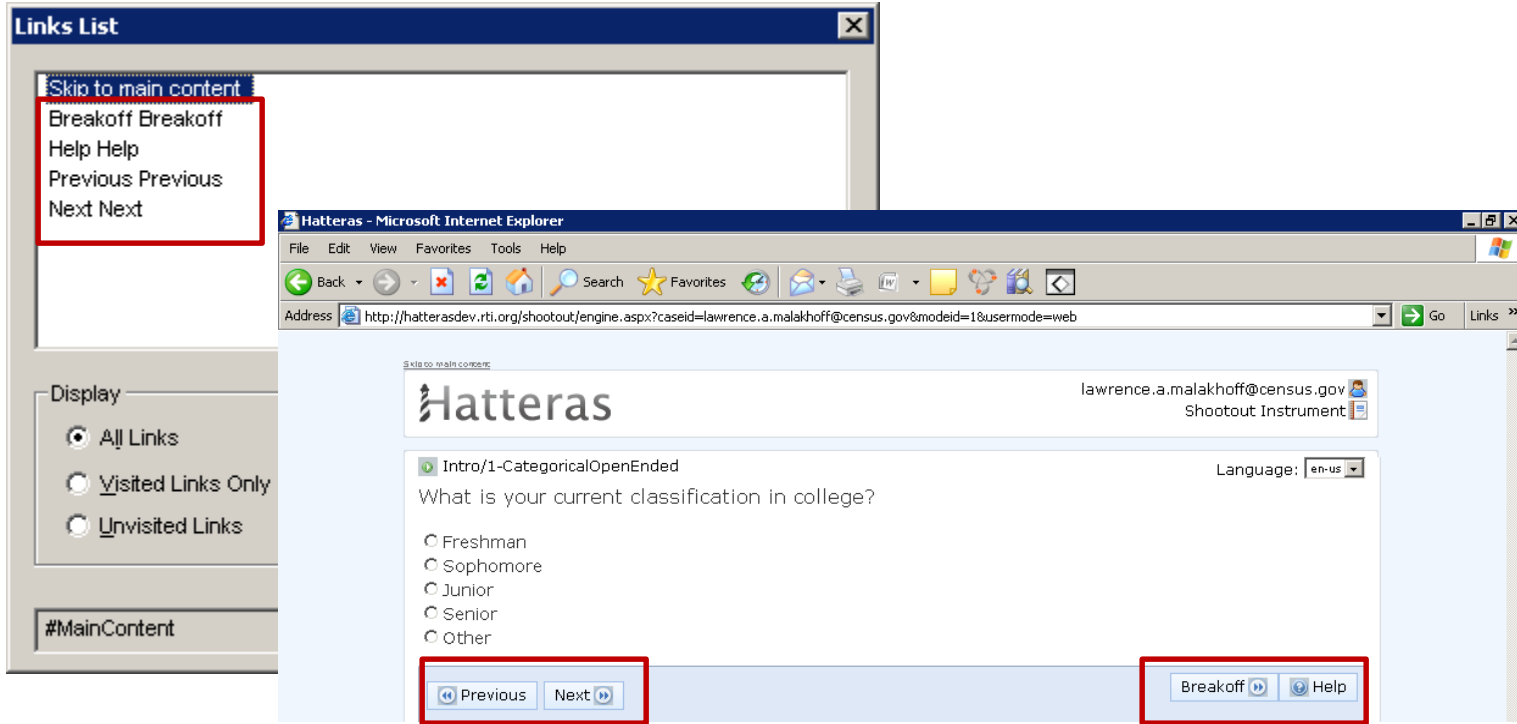 Links List
Skip to main content
Breakoff Breakoff
Help Help
Previous Previous
Next Next
Display
All Links
Visited Links Only
Unvisited Links
#MainContent
Hatteras - Microsoft Internet Explorer
File Edit View Favorites Tools Help
Back Search Favorites
Address http://hatterasdev.rti.org/shootout/engine.aspx?caseid=lawrence.a.malakhoff@census.gov&modeid=1&usermode=web Go Links »
Skip to main content
Hatteras
lawrence.a.malakhoff@census.gov
Shootout Instrument
Intro/1-CategoricalOpenEnded
Language: en-us
What is your current classification in college?
Freshman
Sophomore
Junior
Senior
Other
Previous Next Breakoff Help